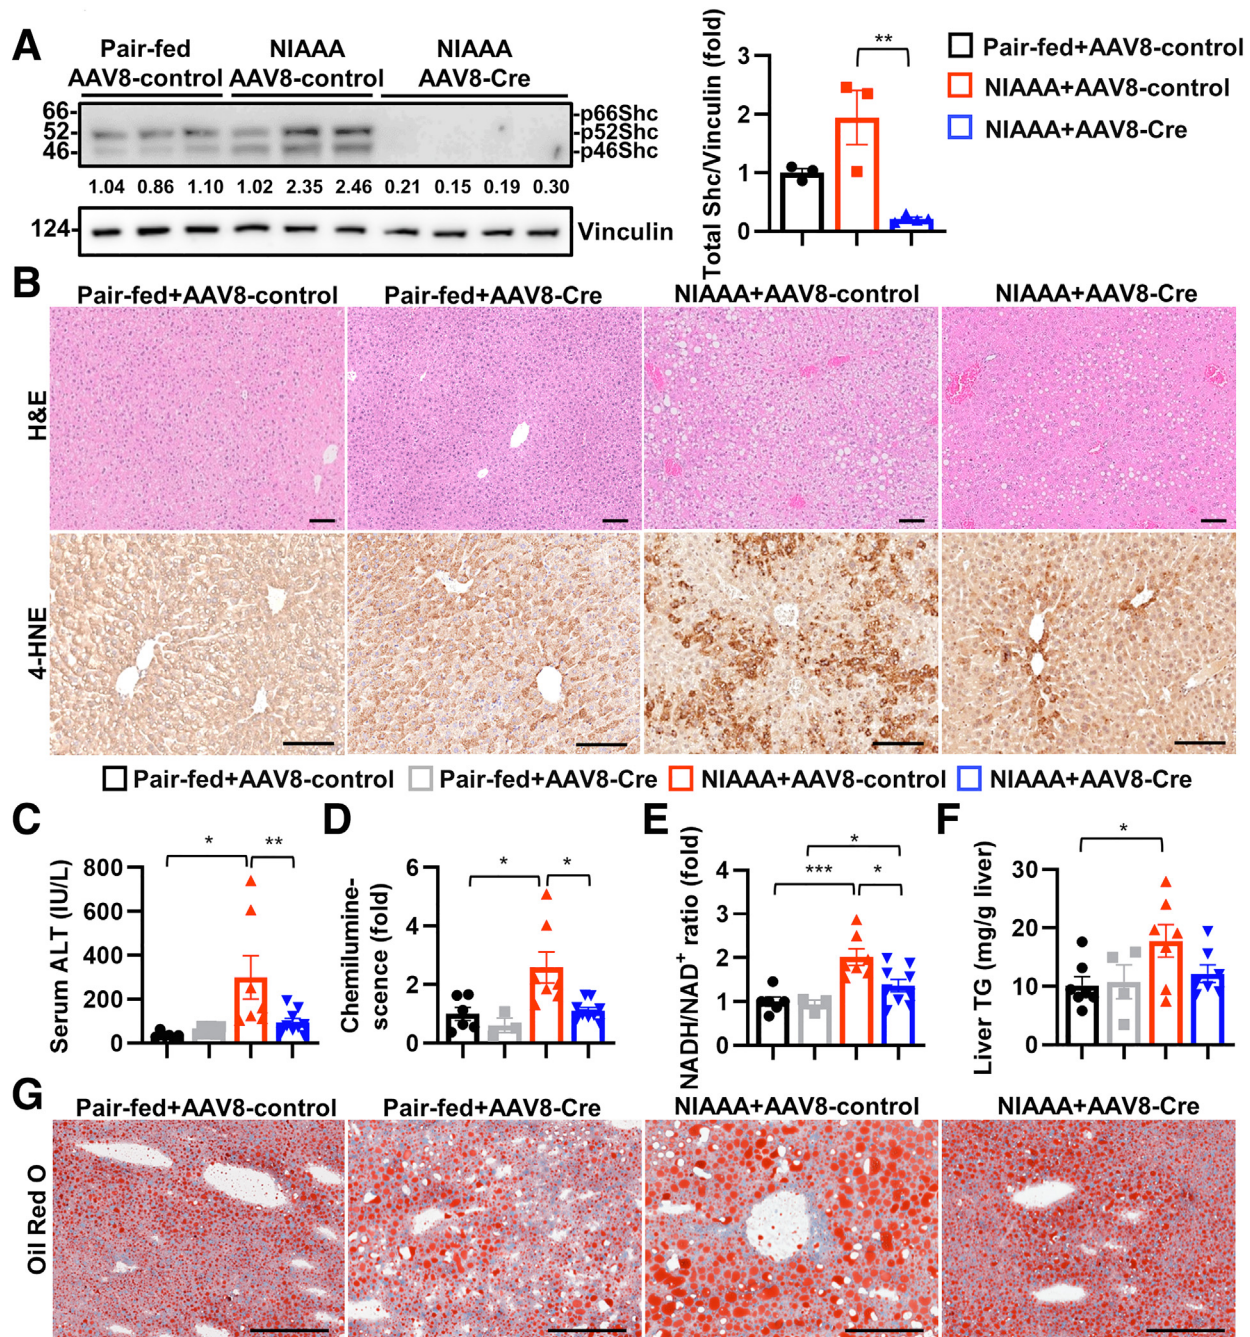 A
Pair-fed
AAV8-control
NIAAA
AAV8-control
NIAAA
AAV8-Cre
66-
52-
46-
-p66Shc
-p52Shc
-p46Shc
1.04 0.86 1.10 1.02 2.35 2.46 0.21 0.15 0.19 0.30
124-
Vinculin
Total Shc/Vinculin (fold)
3
2
1
0
**
Pair-fed+AAV8-control
NIAAA+AAV8-control
NIAAA+AAV8-Cre
B
Pair-fed+AAV8-control
Pair-fed+AAV8-Cre
NIAAA+AAV8-control
NIAAA+AAV8-Cre
H&E
4-HNE
Pair-fed+AAV8-control
Pair-fed+AAV8-Cre
NIAAA+AAV8-control
NIAAA+AAV8-Cre
C
Serum ALT (IU/L)
800
600
400
200
0
*
**
D
Chemilumine-
scence (fold)
6
4
2
0
*
*
E
NADH/NAD⁺ ratio (fold)
4
3
2
1
0
*
***
*
F
Liver TG (mg/g liver)
30
20
10
0
*
G
Pair-fed+AAV8-control
Pair-fed+AAV8-Cre
NIAAA+AAV8-control
NIAAA+AAV8-Cre
Oil Red O